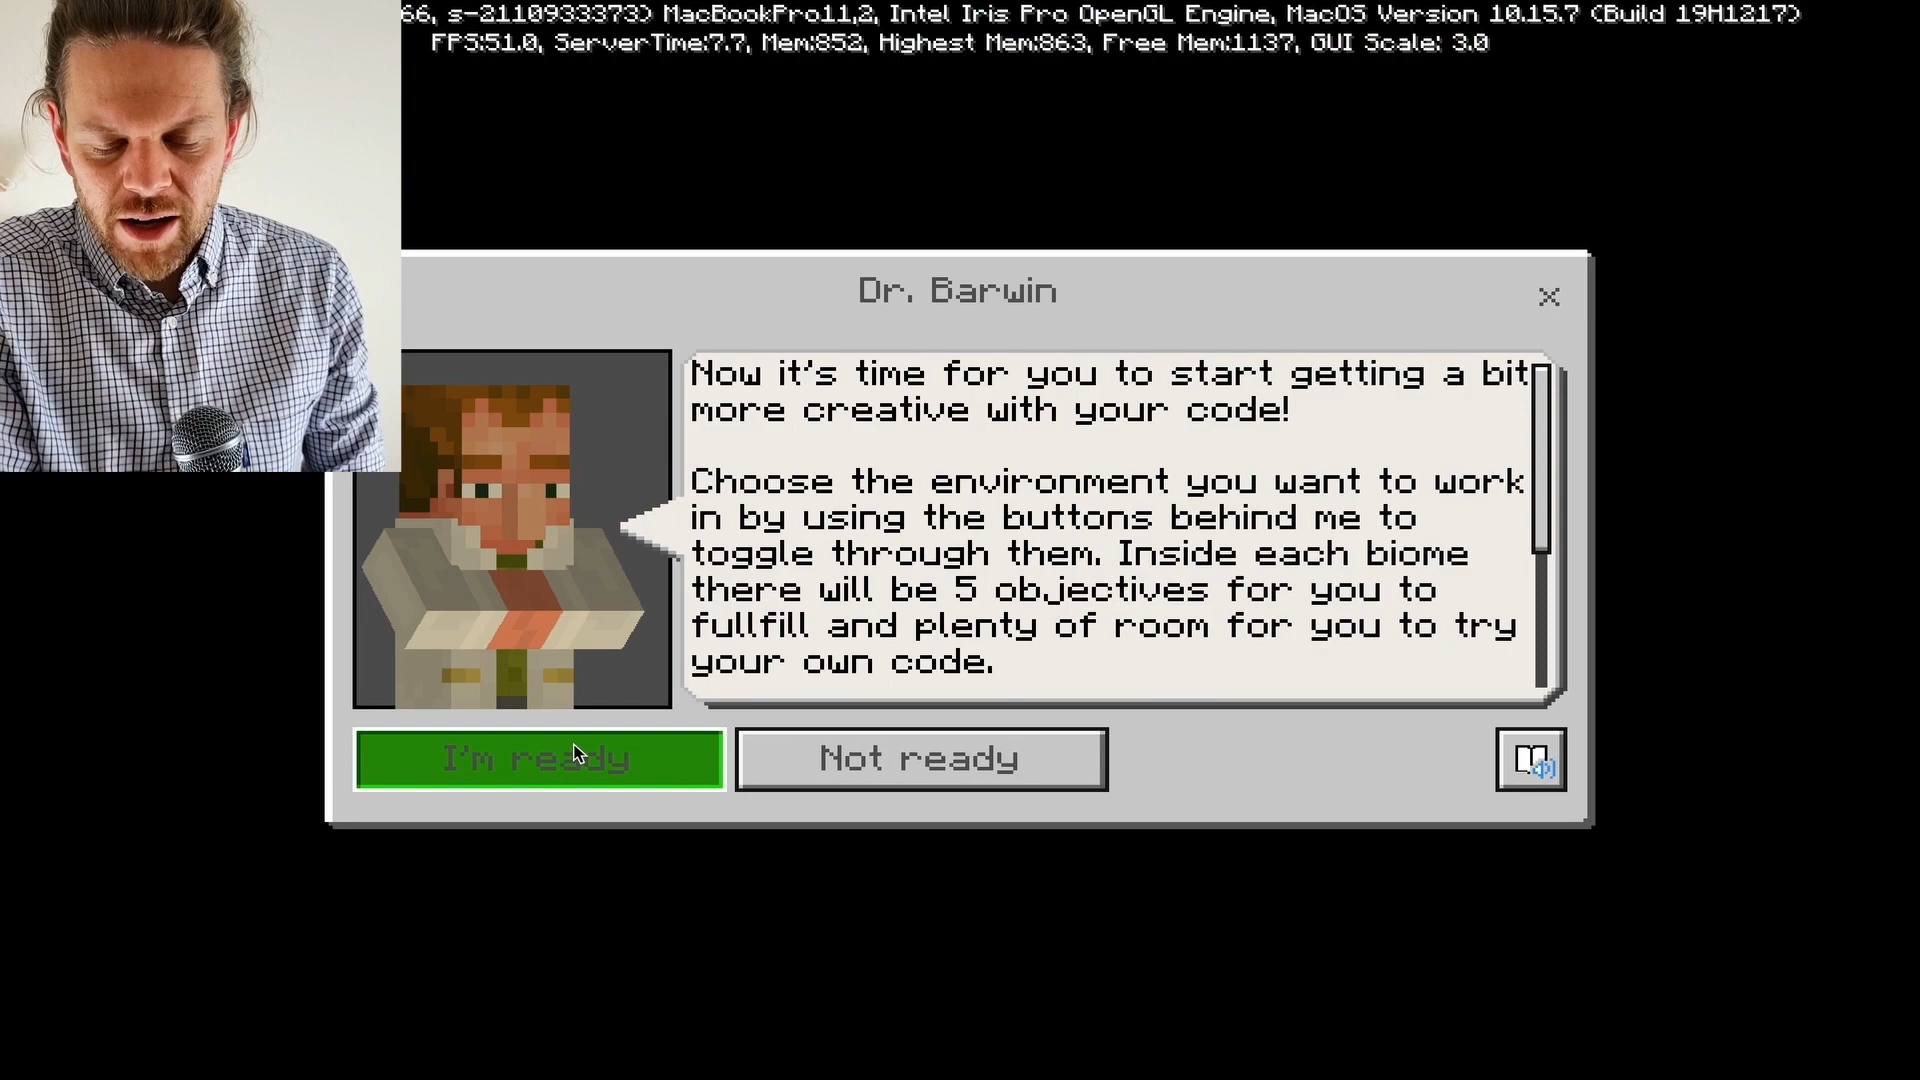 66, s-2110933373) MacBookPro11,2, Intel Iris Pro OpenGL Engine, MacOS Version 10.15.7 (Build 19H1217)
FPS:51.0, ServerTime:7.7, Mem:852, Highest Mem:863, Free Mem:1137, GUI Scale: 3.0
Dr. Barwin
Now it's time for you to start getting a bit
more creative with your code!
Choose the environment you want to work
in by using the buttons behind me to
toggle through them. Inside each biome
there will be 5 objectives for you to
fullfill and plenty of room for you to try
your own code.
I'm ready
Not ready